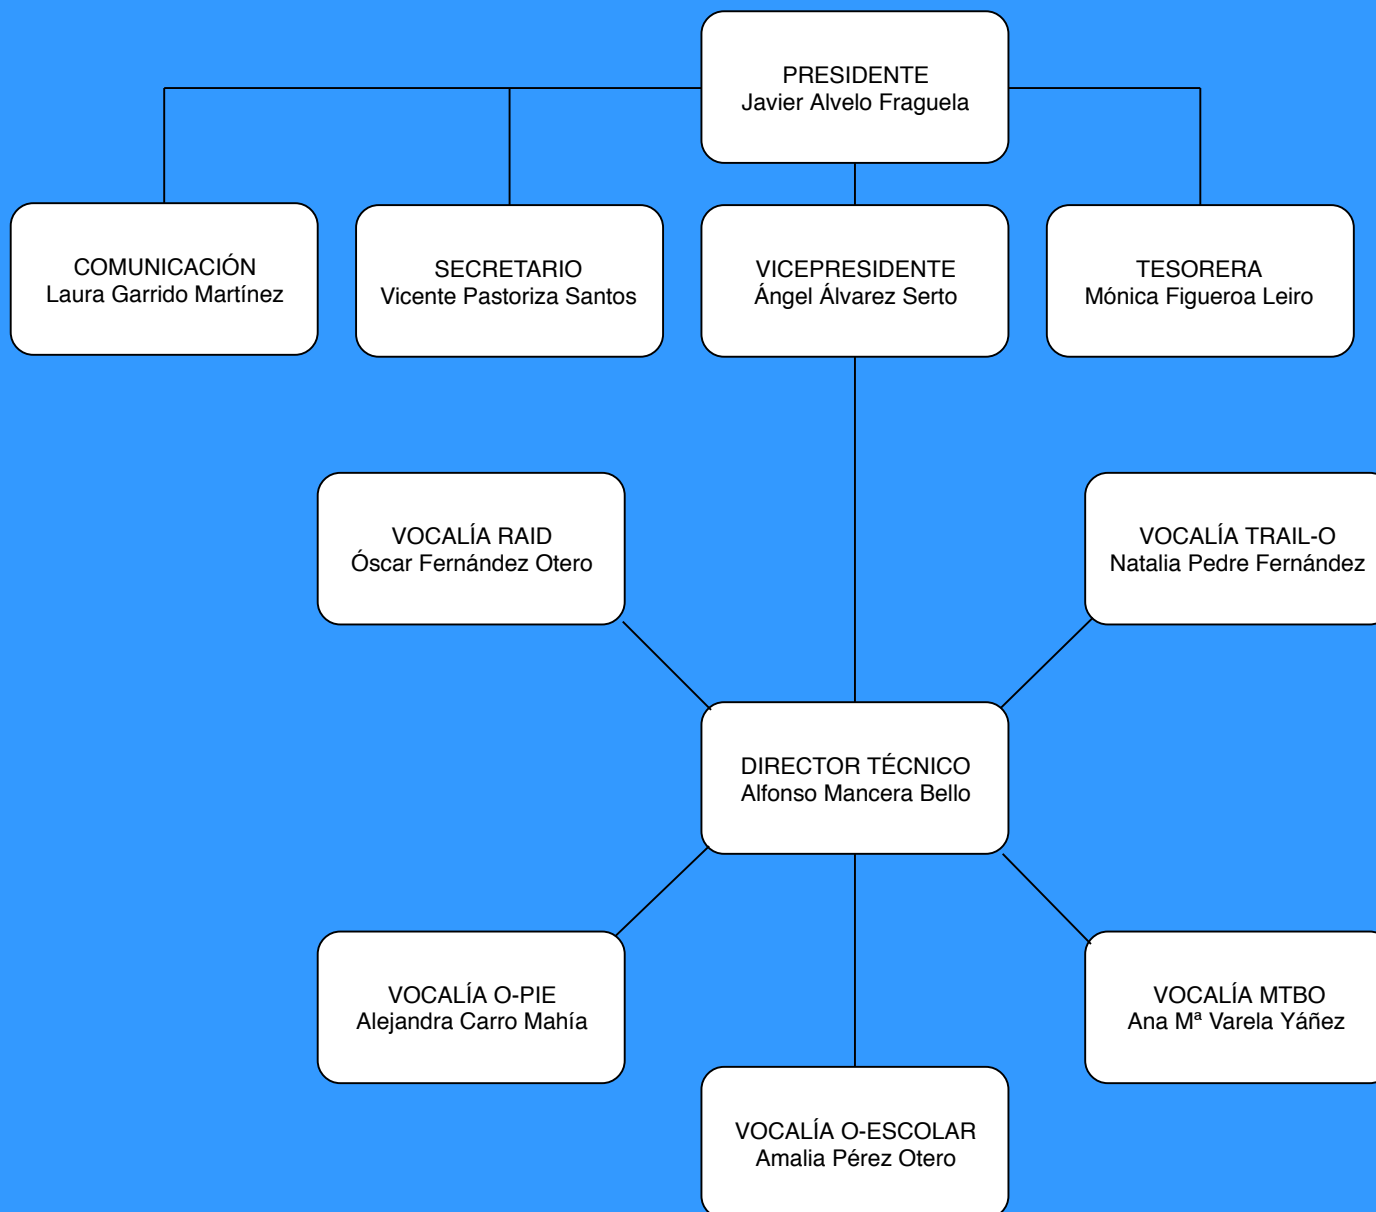 PRESIDENTE
Javier Alvelo Fraguela
COMUNICACIÓN
Laura Garrido Martínez
SECRETARIO
Vicente Pastoriza Santos
VICEPRESIDENTE
Ángel Álvarez Serto
TESORERA
Mónica Figueroa Leiro
VOCALÍA RAID
Óscar Fernández Otero
VOCALÍA TRAIL-O
Natalia Pedre Fernández
DIRECTOR TÉCNICO
Alfonso Mancera Bello
VOCALÍA O-PIE
Alejandra Carro Mahía
VOCALÍA MTBO
Ana Mª Varela Yáñez
VOCALÍA O-ESCOLAR
Amalia Pérez Otero